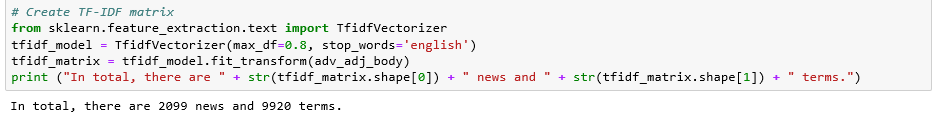 # Create TF-IDF matrix
from sklearn.feature_extraction.text import TfidfVectorizer
tfidf_model = TfidfVectorizer(max_df=0.8, stop_words='english')
tfidf_matrix = tfidf_model.fit_transform(adv_adj_body)
print ("In total, there are " + str(tfidf_matrix.shape[0]) + " news and " + str(tfidf_matrix.shape[1]) + " terms.")
In total, there are 2099 news and 9920 terms.